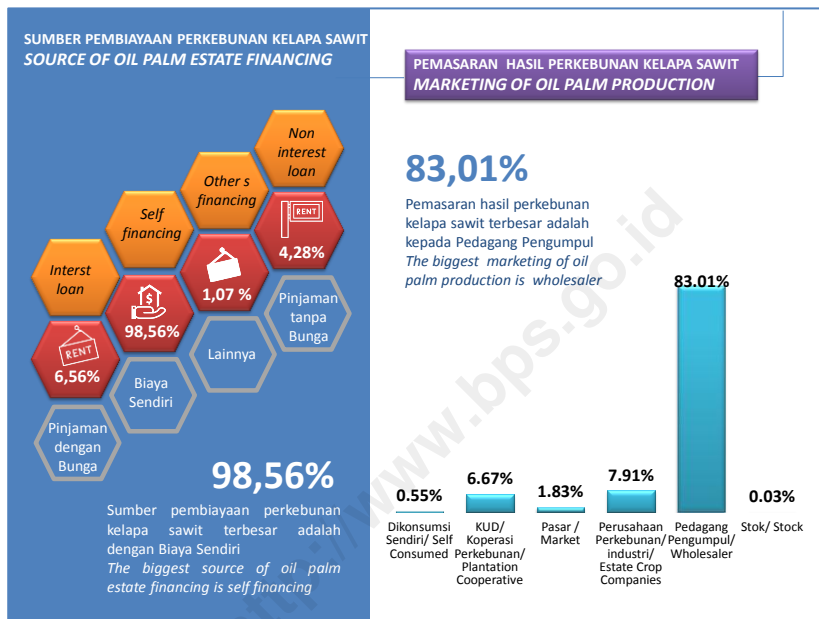 SUMBER PEMBIAYAAN PERKEBUNAN KELAPA SAWIT
SOURCE OF OIL PALM ESTATE FINANCING
Non
interest
loan
Other s
financing
Self
financing
Interst
loan
RENT
4,28%
1,07 %
$
98,56%
RENT
6,56%
Pinjaman
tanpa
Bunga
Lainnya
Biaya
Sendiri
Pinjaman
dengan
Bunga
98,56%
Sumber pembiayaan perkebunan
kelapa sawit terbesar adalah
dengan Biaya Sendiri
The biggest source of oil palm
estate financing is self financing
PEMASARAN HASIL PERKEBUNAN KELAPA SAWIT
MARKETING OF OIL PALM PRODUCTION
83,01%
Pemasaran hasil perkebunan
kelapa sawit terbesar adalah
kepada Pedagang Pengumpul
The biggest marketing of oil
palm production is wholesaler
0.55%
6.67%
1.83%
7.91%
83.01%
0.03%
Dikonsumsi
Sendiri/ Self
Consumed
KUD/
Koperasi
Perkebunan/
Plantation
Cooperative
Pasar /
Market
Perusahaan
Perkebunan/
industri/
Estate Crop
Companies
Pedagang
Pengumpul/
Wholesaler
Stok/ Stock
http://www.bps.go.id